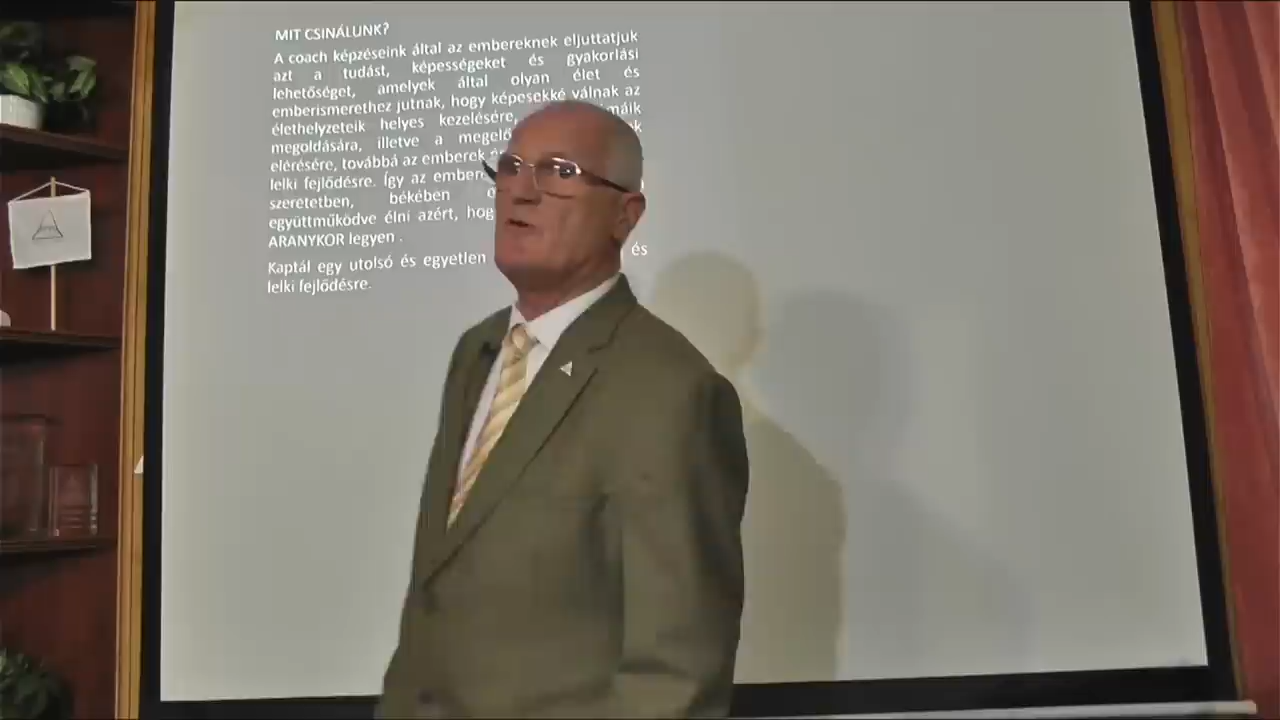 MIT CSINÁLUNK?
A coach képzéseink által az embereknek eljuttatjuk
azt a tudást, képességeket és gyakorlási
lehetőséget, amelyek által olyan élet és
emberismerethez jutnak, hogy képesekké válnak az
élethelyzeteik helyes kezelésére,
megoldására, illetve a
elérésére, továbbá az emberek
lelki fejlődésre. Így az
szeretetben, békében
együttműködve élni azért,
ARANYKOR legyen .
Kaptál egy utolsó és egyetlen és
lelki fejlődésre.